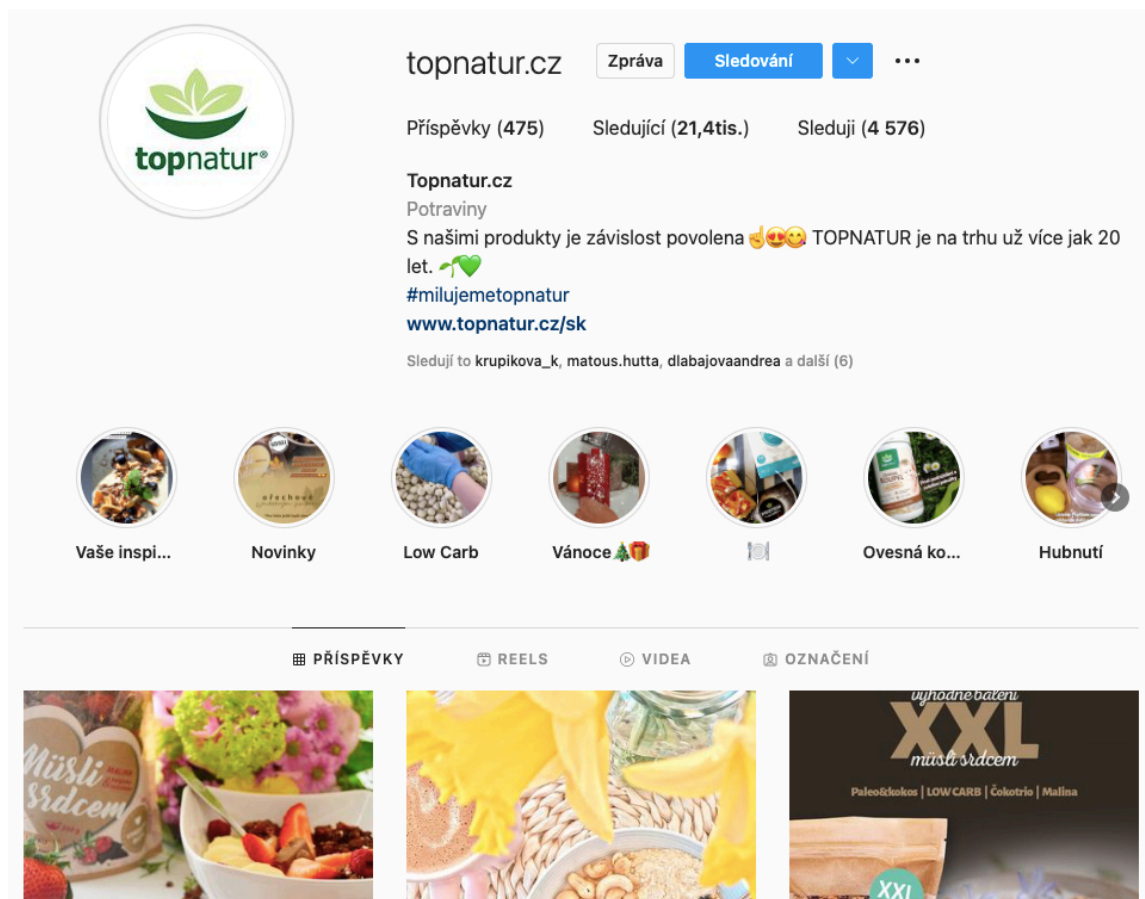 topnatur®
topnatur.cz Zpráva Sledování
Příspěvky (475) Sledující (21,4tis.) Sleduji (4 576)
Topnatur.cz
Potraviny
S našimi produkty je závislost povolena☝️😍😋 TOPNATUR je na trhu už více jak 20
let. 🌱💚
#milujemetopnatur
www.topnatur.cz/sk
Sledují to krupikova_k, matous.hutta, dlabajovaandrea a další (6)
ořechové
Vaše inspi... Novinky Low Carb Vánoce🎄🎁 🍽️ Ovesná ko... Hubnutí
PŘÍSPĚVKY REELS VIDEA OZNAČENÍ
Müsli
srdcem
MALINA
výhodné balení
XXL
müsli srdcem
Paleo&kokos | LOW CARB | Čokotrio | Malina
XXL